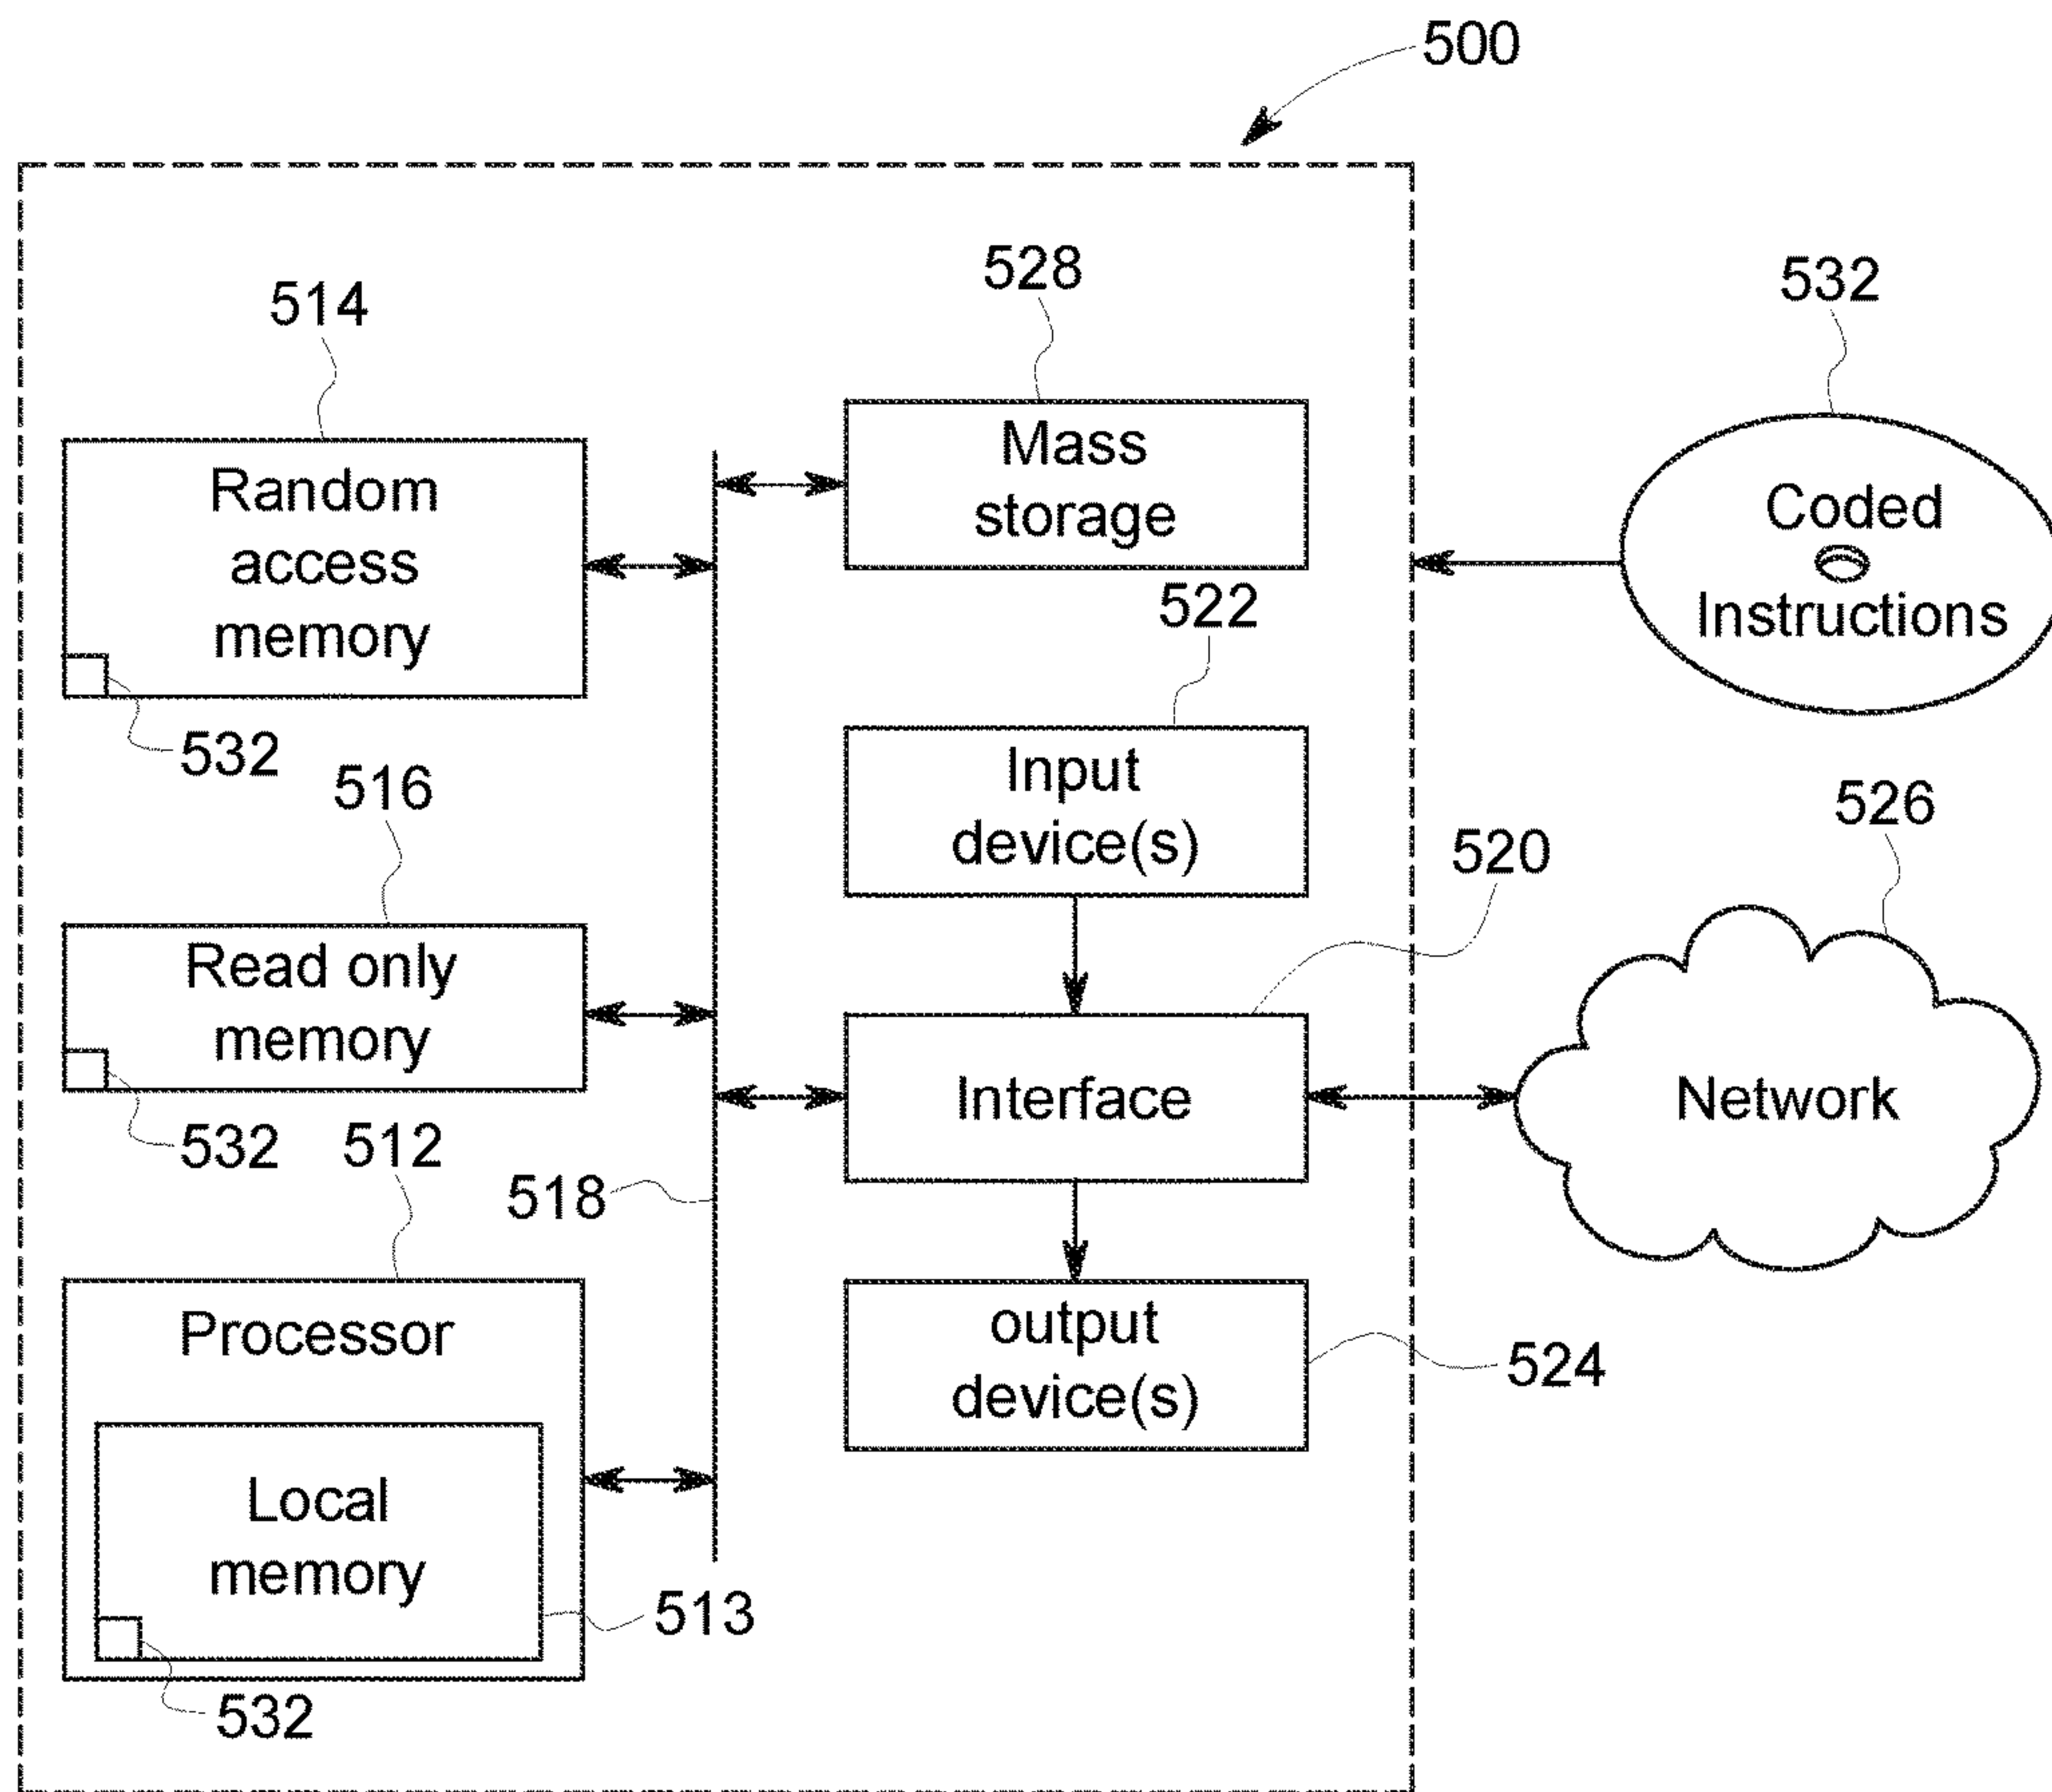 500
528
532
514
Mass
storage
Random
access
memory
Coded
Instructions
522
532
516
Input
device(s)
526
520
Read only
memory
Interface
Network
532
512
518
Processor
output
device(s)
524
Local
memory
513
532